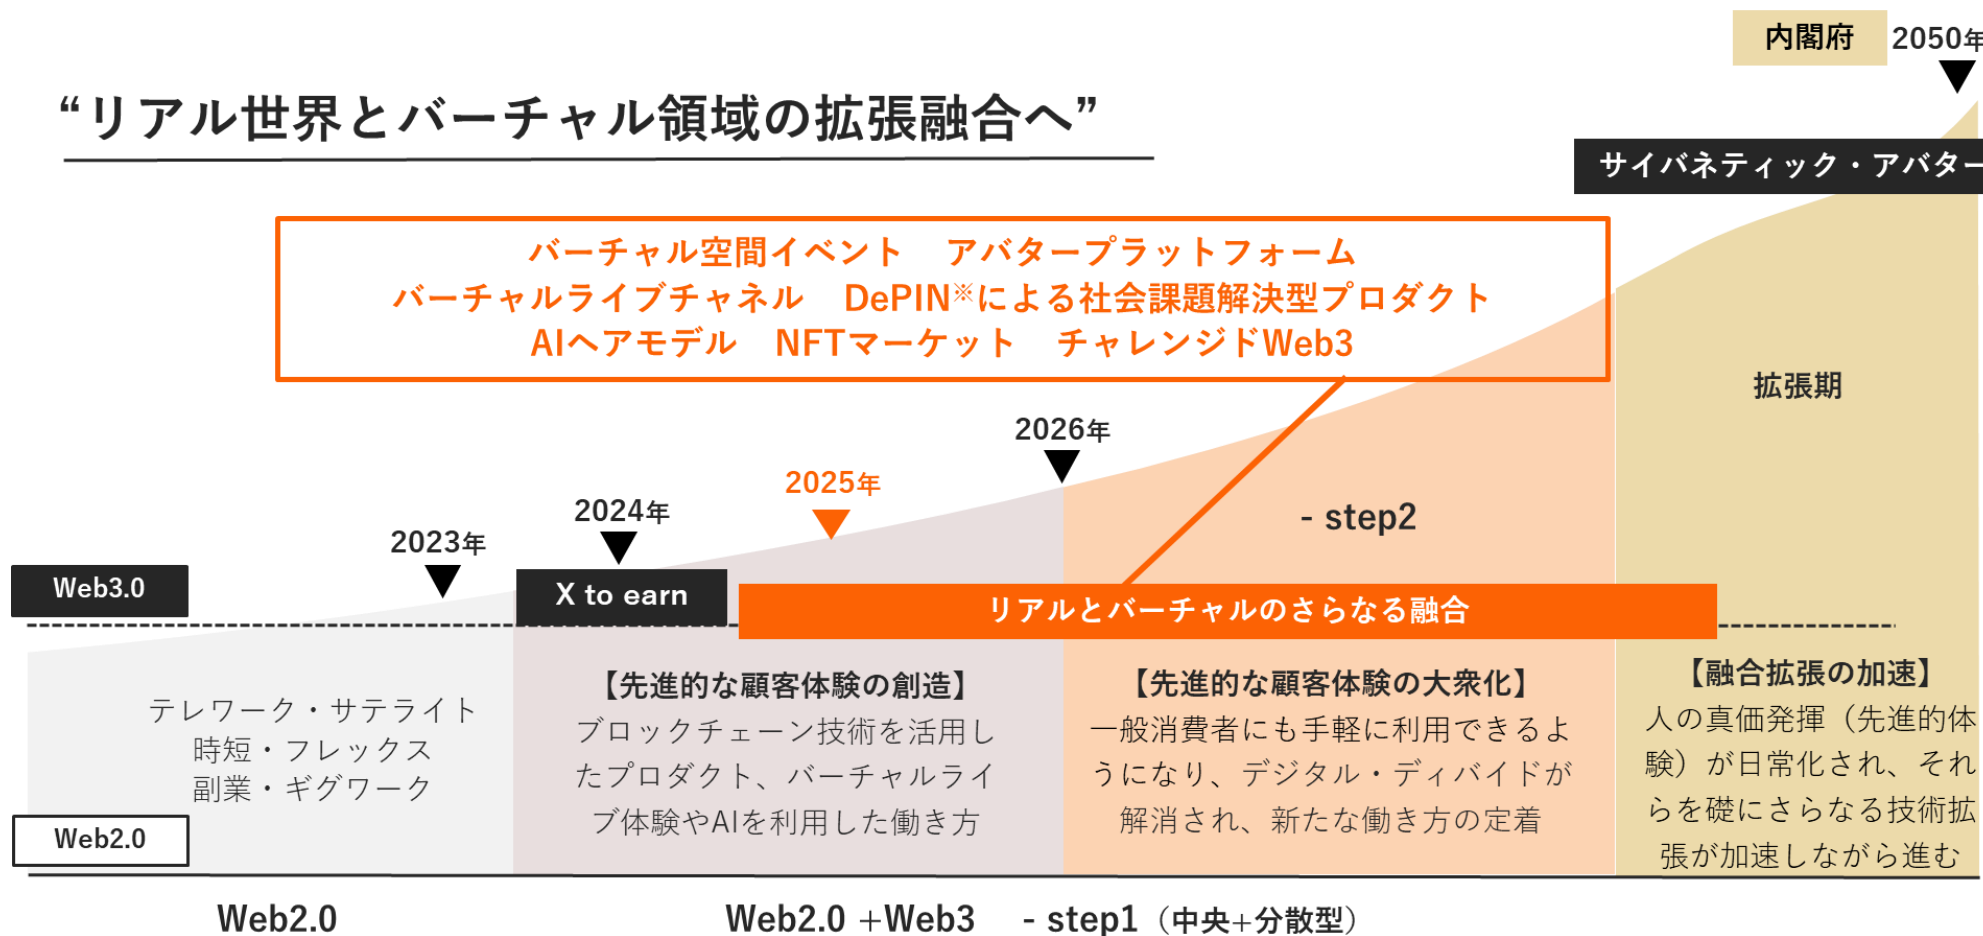 内閣府 2050年
“リアル世界とバーチャル領域の拡張融合へ”
サイバネティック・アバター
バーチャル空間イベント アバタープラットフォーム
バーチャルライブチャネル DePIN※による社会課題解決型プロダクト
AIヘアモデル NFTマーケット チャレンジドWeb3
拡張期
2026年
2025年
2024年
2023年
- step2
Web3.0
X to earn
リアルとバーチャルのさらなる融合
テレワーク・サテライト
時短・フレックス
副業・ギグワーク
【先進的な顧客体験の創造】
ブロックチェーン技術を活用し
たプロダクト、バーチャルライ
ブ体験やAIを利用した働き方
【先進的な顧客体験の大衆化】
一般消費者にも手軽に利用できるよ
うになり、デジタル・ディバイドが
解消され、新たな働き方の定着
【融合拡張の加速】
人の真価発揮（先進的体
験）が日常化され、それ
らを礎にさらなる技術拡
張が加速しながら進む
Web2.0
Web2.0
Web2.0 +Web3 - step1（中央+分散型）